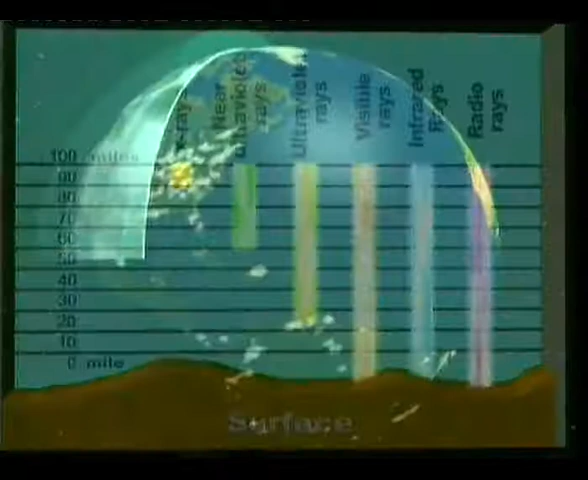 x-rays
Near
ultraviolet
rays
Ultraviolet
rays
Visible
rays
Infrared
Rays
Radio
rays
100 miles
90
80
70
60
50
40
30
20
10
0 mile
Surface